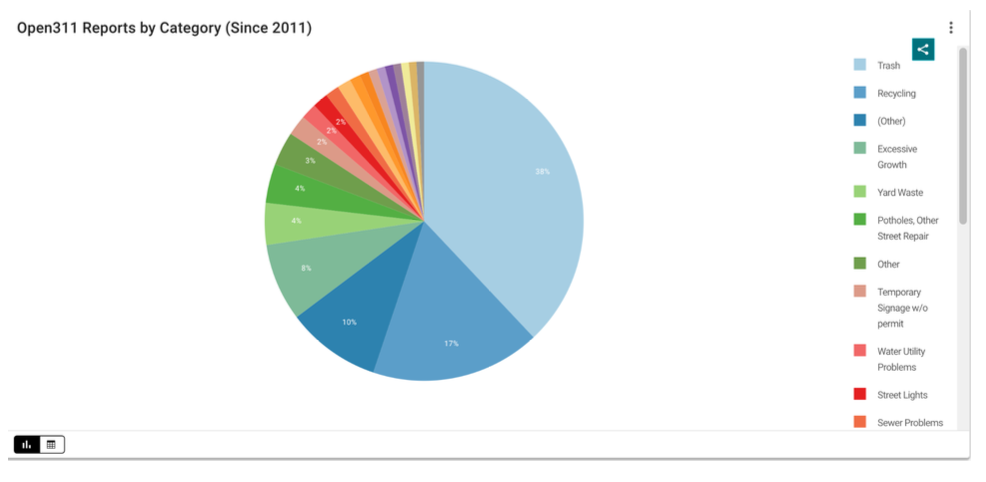 Open311 Reports by Category (Since 2011)
Trash
Recycling
(Other)
Excessive
Growth
Yard Waste
Potholes, Other
Street Repair
Other
Temporary
Signage w/o
permit
Water Utility
Problems
Street Lights
Sewer Problems
38%
17%
10%
8%
4%
4%
3%
2%
2%
2%